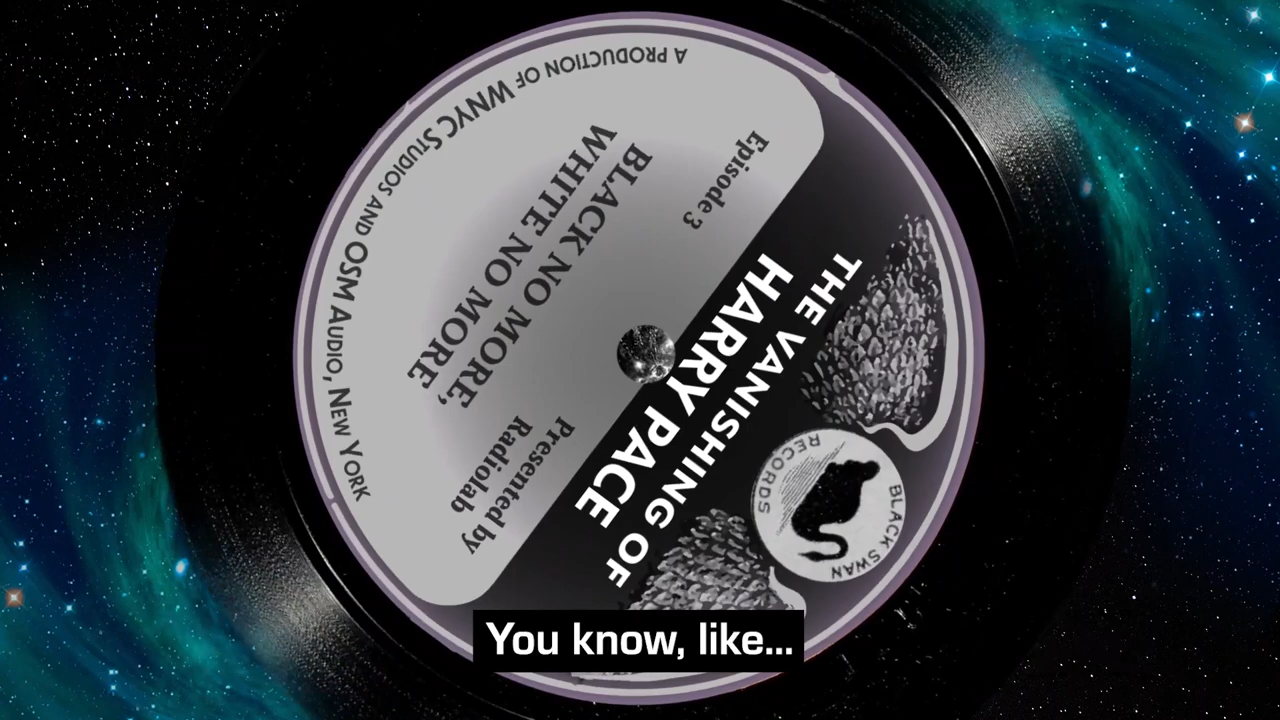 THE VANISHING OF
HARRY PACE
BLACK SWAN
RECORDS
Episode 3
BLACK NO MORE,
WHITE NO MORE
Presented by
Radiolab
A PRODUCTION OF WNYC STUDIOS AND OSM AUDIO, NEW YORK
You know, like...